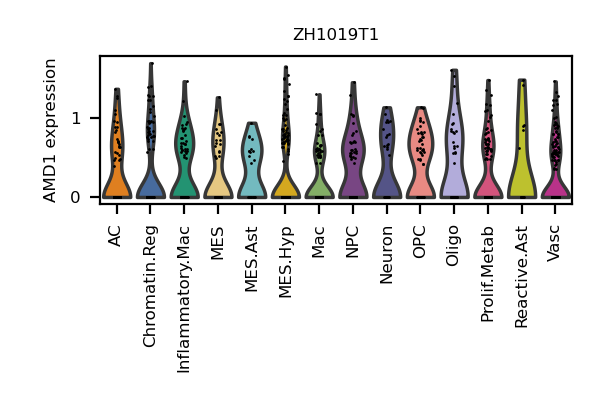 ZH1019T1
AMD1 expression
1
0
AC
Chromatin.Reg
Inflammatory.Mac
MES
MES.Ast
MES.Hyp
Mac
NPC
Neuron
OPC
Oligo
Prolif.Metab
Reactive.Ast
Vasc